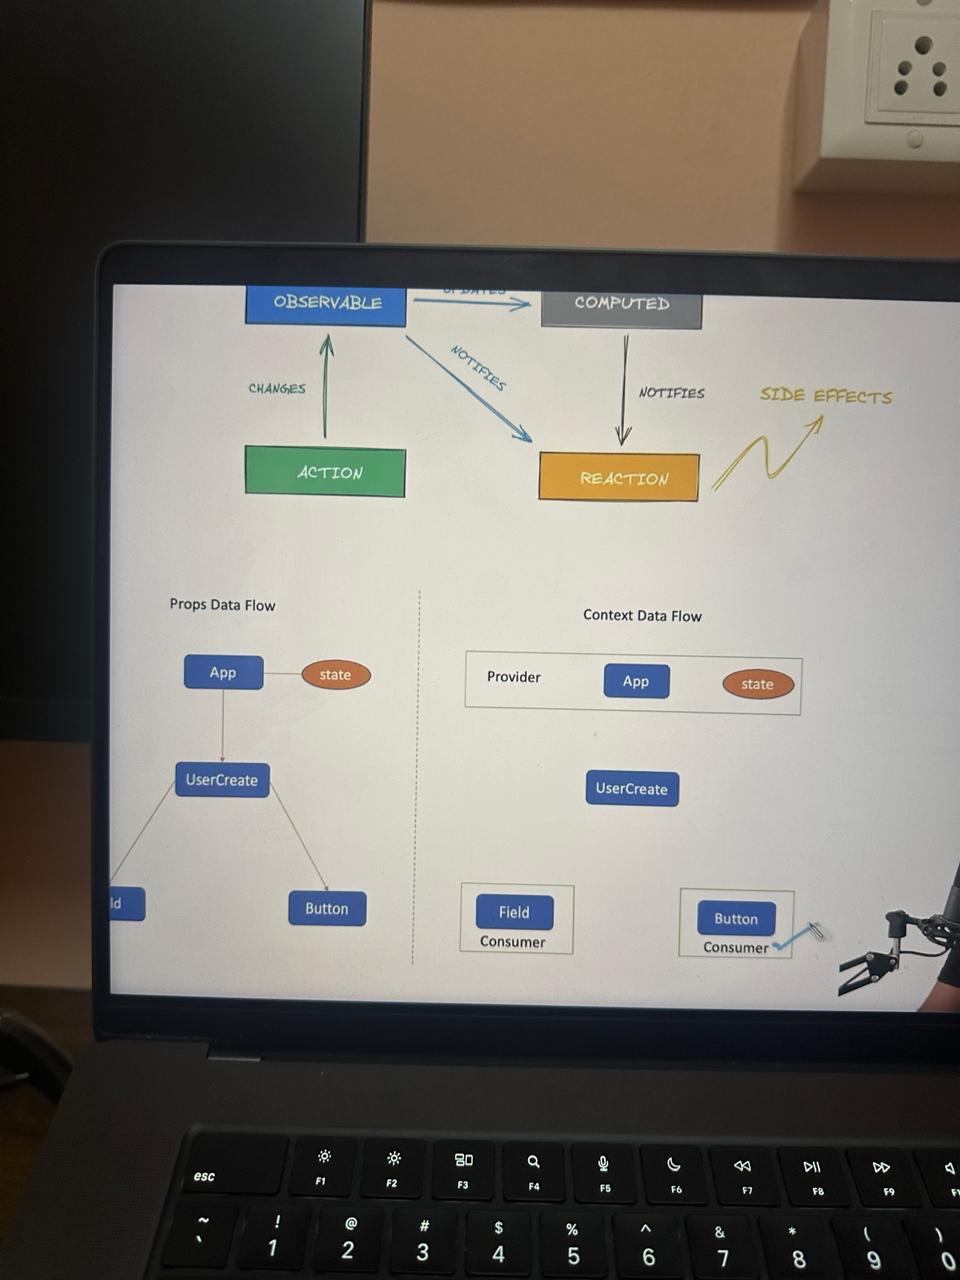 OBSERVABLE
UPDATES
COMPUTED
CHANGES
NOTIFIES
NOTIFIES
SIDE EFFECTS
ACTION
REACTION
Props Data Flow
App
state
UserCreate
ld
Button
Context Data Flow
Provider
App
state
UserCreate
Field
Consumer
Button
Consumer
esc
F1
F2
F3
F4
F5
F6
F7
F8
F9
~
`
!
1
@
2
#
3
$
4
%
5
^
6
&
7
*
8
(
9
)
0